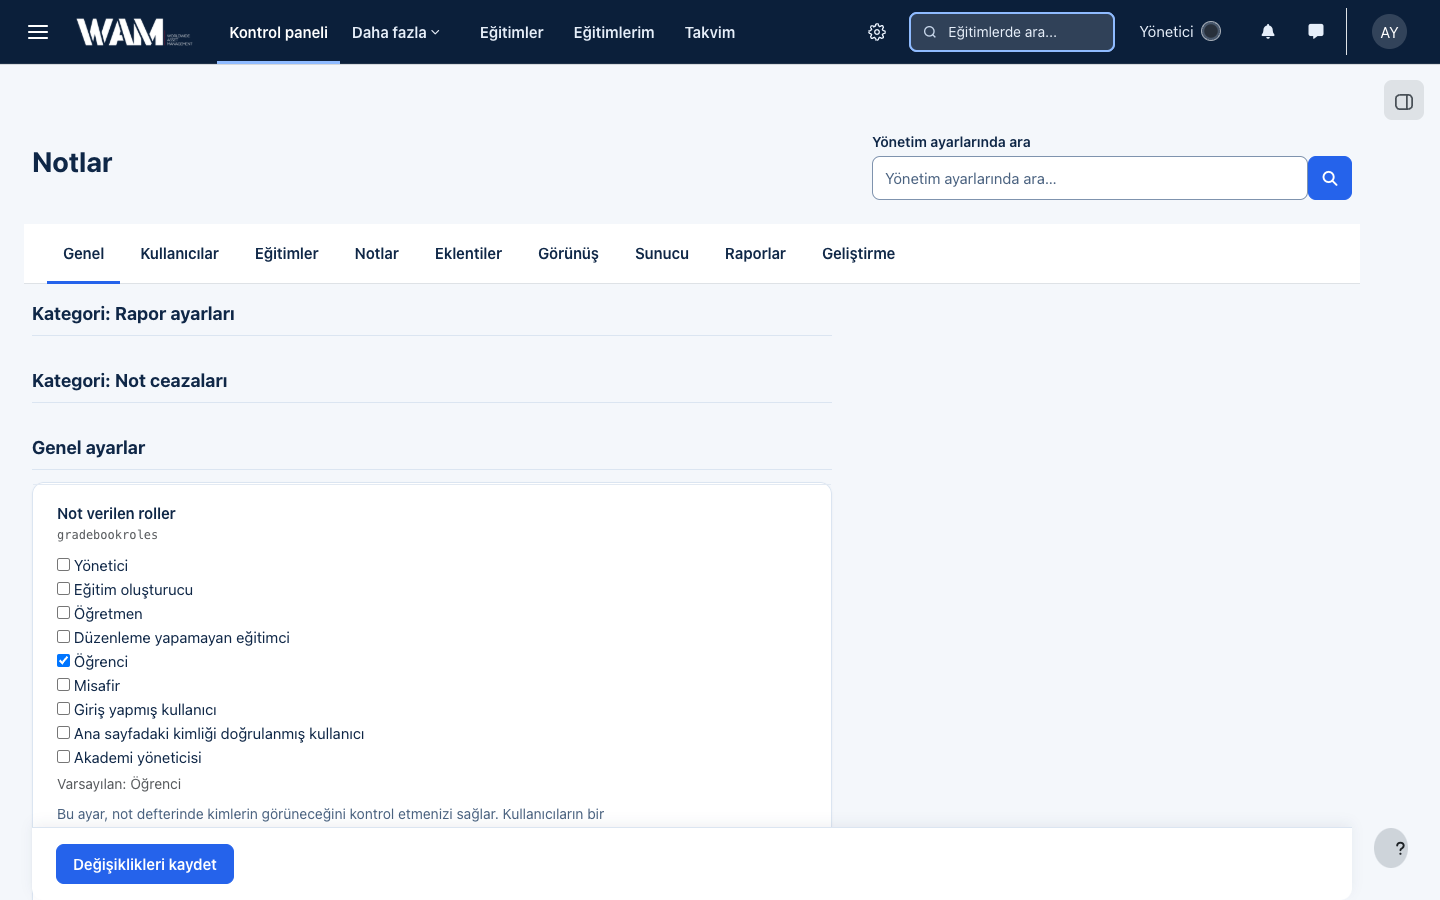 WAM WORLDWIDE ASSET MANAGEMENT
Kontrol paneli
Daha fazla
Eğitimler
Eğitimlerim
Takvim
Eğitimlerde ara...
Yönetici
AY
Notlar
Yönetim ayarlarında ara
Yönetim ayarlarında ara...
Genel
Kullanıcılar
Eğitimler
Notlar
Eklentiler
Görünüş
Sunucu
Raporlar
Geliştirme
Kategori: Rapor ayarları
Kategori: Not ceazaları
Genel ayarlar
Not verilen roller
gradebookroles
Yönetici
Eğitim oluşturucu
Öğretmen
Düzenleme yapamayan eğitimci
Öğrenci
Misafir
Giriş yapmış kullanıcı
Ana sayfadaki kimliği doğrulanmış kullanıcı
Akademi yöneticisi
Varsayılan: Öğrenci
Bu ayar, not defterinde kimlerin görüneceğini kontrol etmenizi sağlar. Kullanıcıların bir
Değişiklikleri kaydet
?